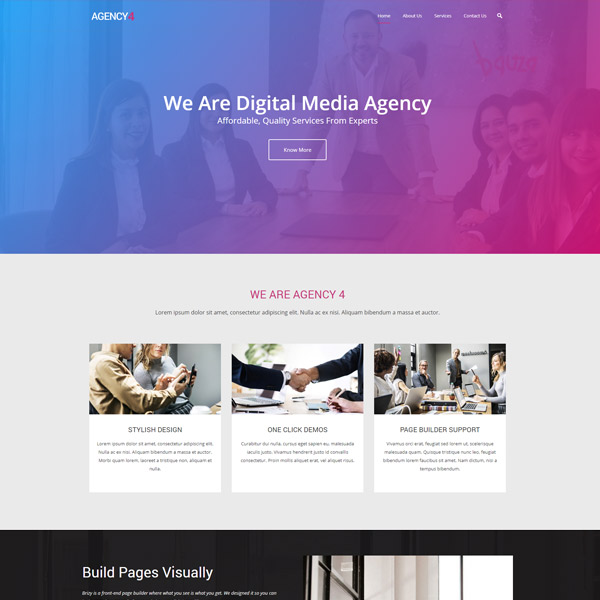 AGENCY4
Home About Us Services Contact Us
We Are Digital Media Agency
Affordable, Quality Services From Experts
Know More
WE ARE AGENCY 4
Lorem ipsum dolor sit amet, consectetur adipiscing elit. Nulla ac ex nisi. Aliquam bibendum a massa et auctor.
STYLISH DESIGN
Lorem ipsum dolor sit amet, consectetur adipiscing elit.
Nulla ac ex nisi. Aliquam bibendum a massa et auctor.
Morbi quam lorem, laoreet a tristique non, aliquam et
nulla.
ONE CLICK DEMOS
Curabitur dui nulla, cursus eget sapien eu, malesuada
iaculis justo. Vivamus hendrerit justo id convallis
consectetur. Proin mollis aliquet erat, vel aliquet risus.
PAGE BUILDER SUPPORT
Vivamus orci erat, feugiat sed lorem ut, scelerisque
malesuada quam. Quisque tristique nunc leo, feugiat
bibendum lorem faucibus sit amet. Nam dictum, nisi a
tempus bibendum.
Build Pages Visually
Brizy is a front-end page builder where what you see is what you get. We designed it so you can